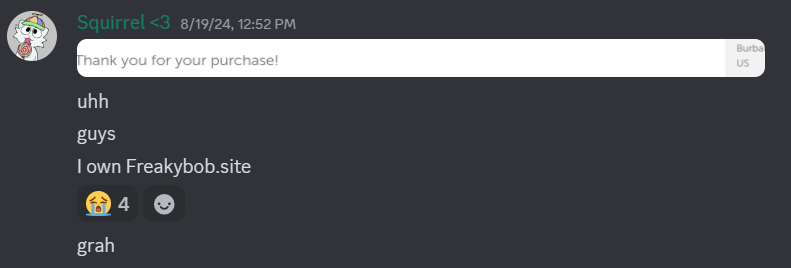 Squirrel <3 8/19/24, 12:52 PM
Thank you for your purchase!
Burba
US
uhh
guys
I own Freakybob.site
😭 4
grah